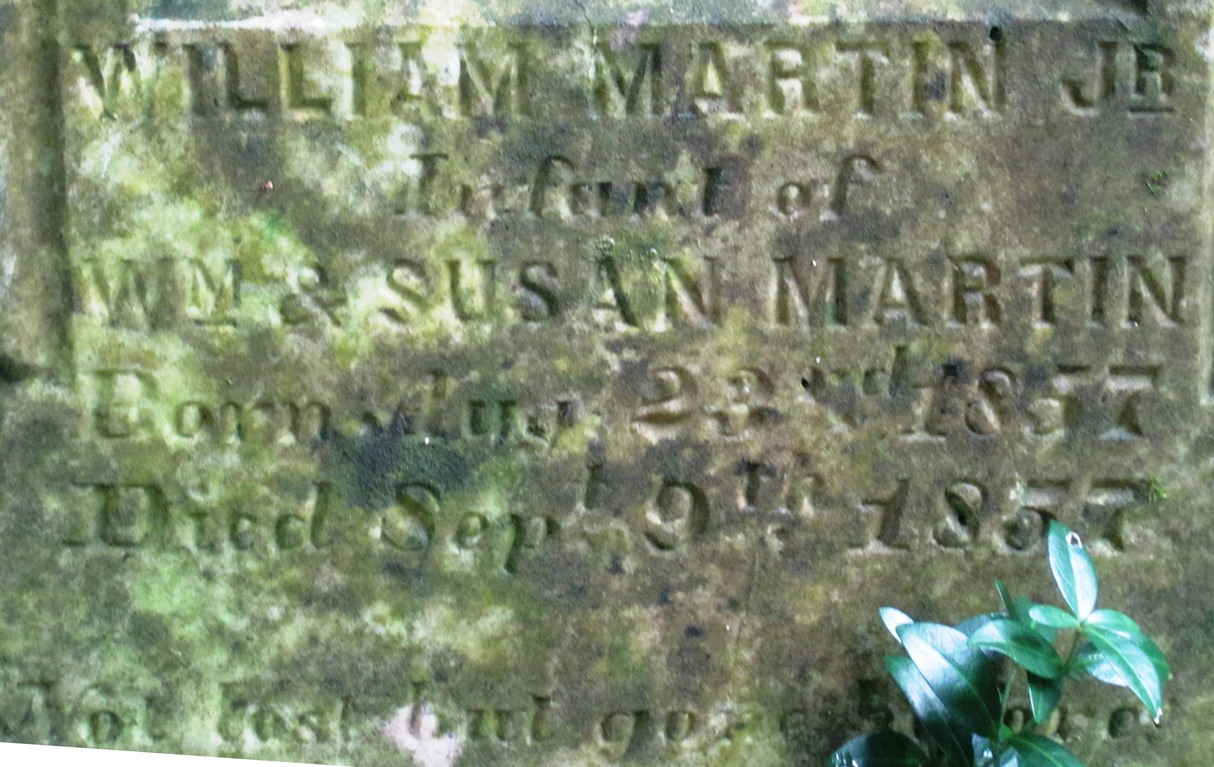 WILLIAM MARTIN JR
Infant of
WM & SUSAN MARTIN
Born Aug 23rd 1857
Died Sept 9th 1857
Not lost but gone before